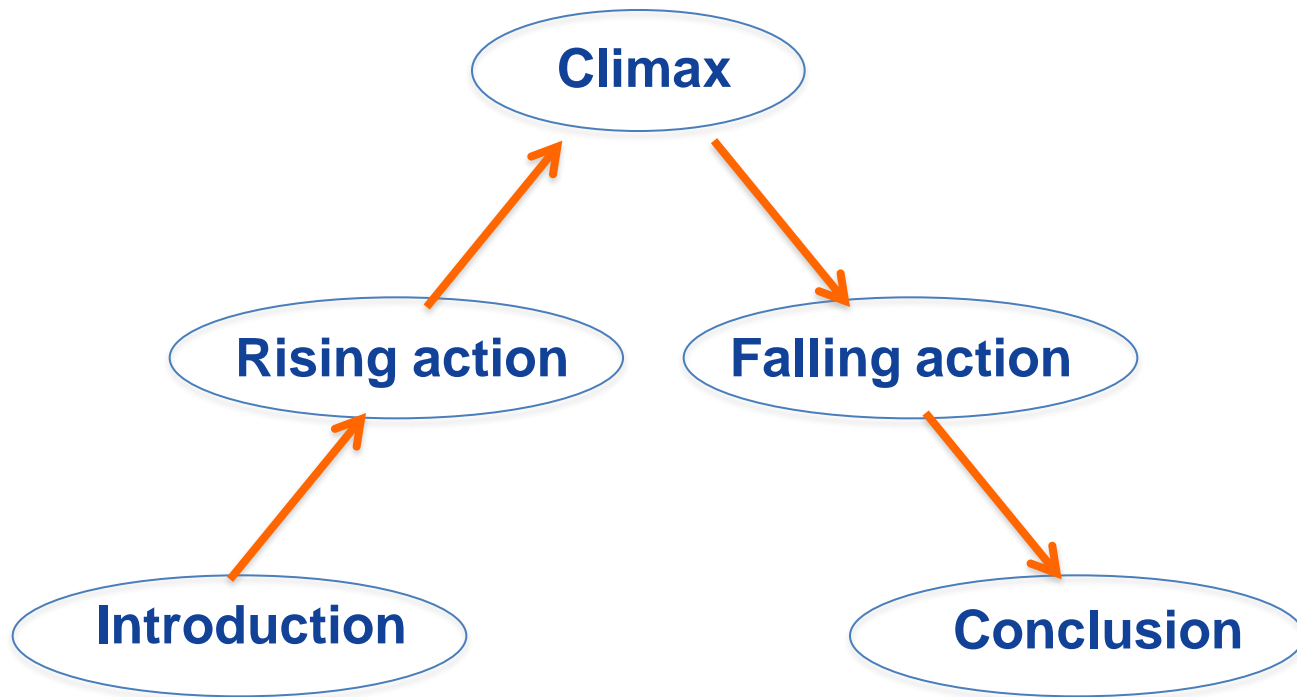 Climax
Rising action
Falling action
Introduction
Conclusion